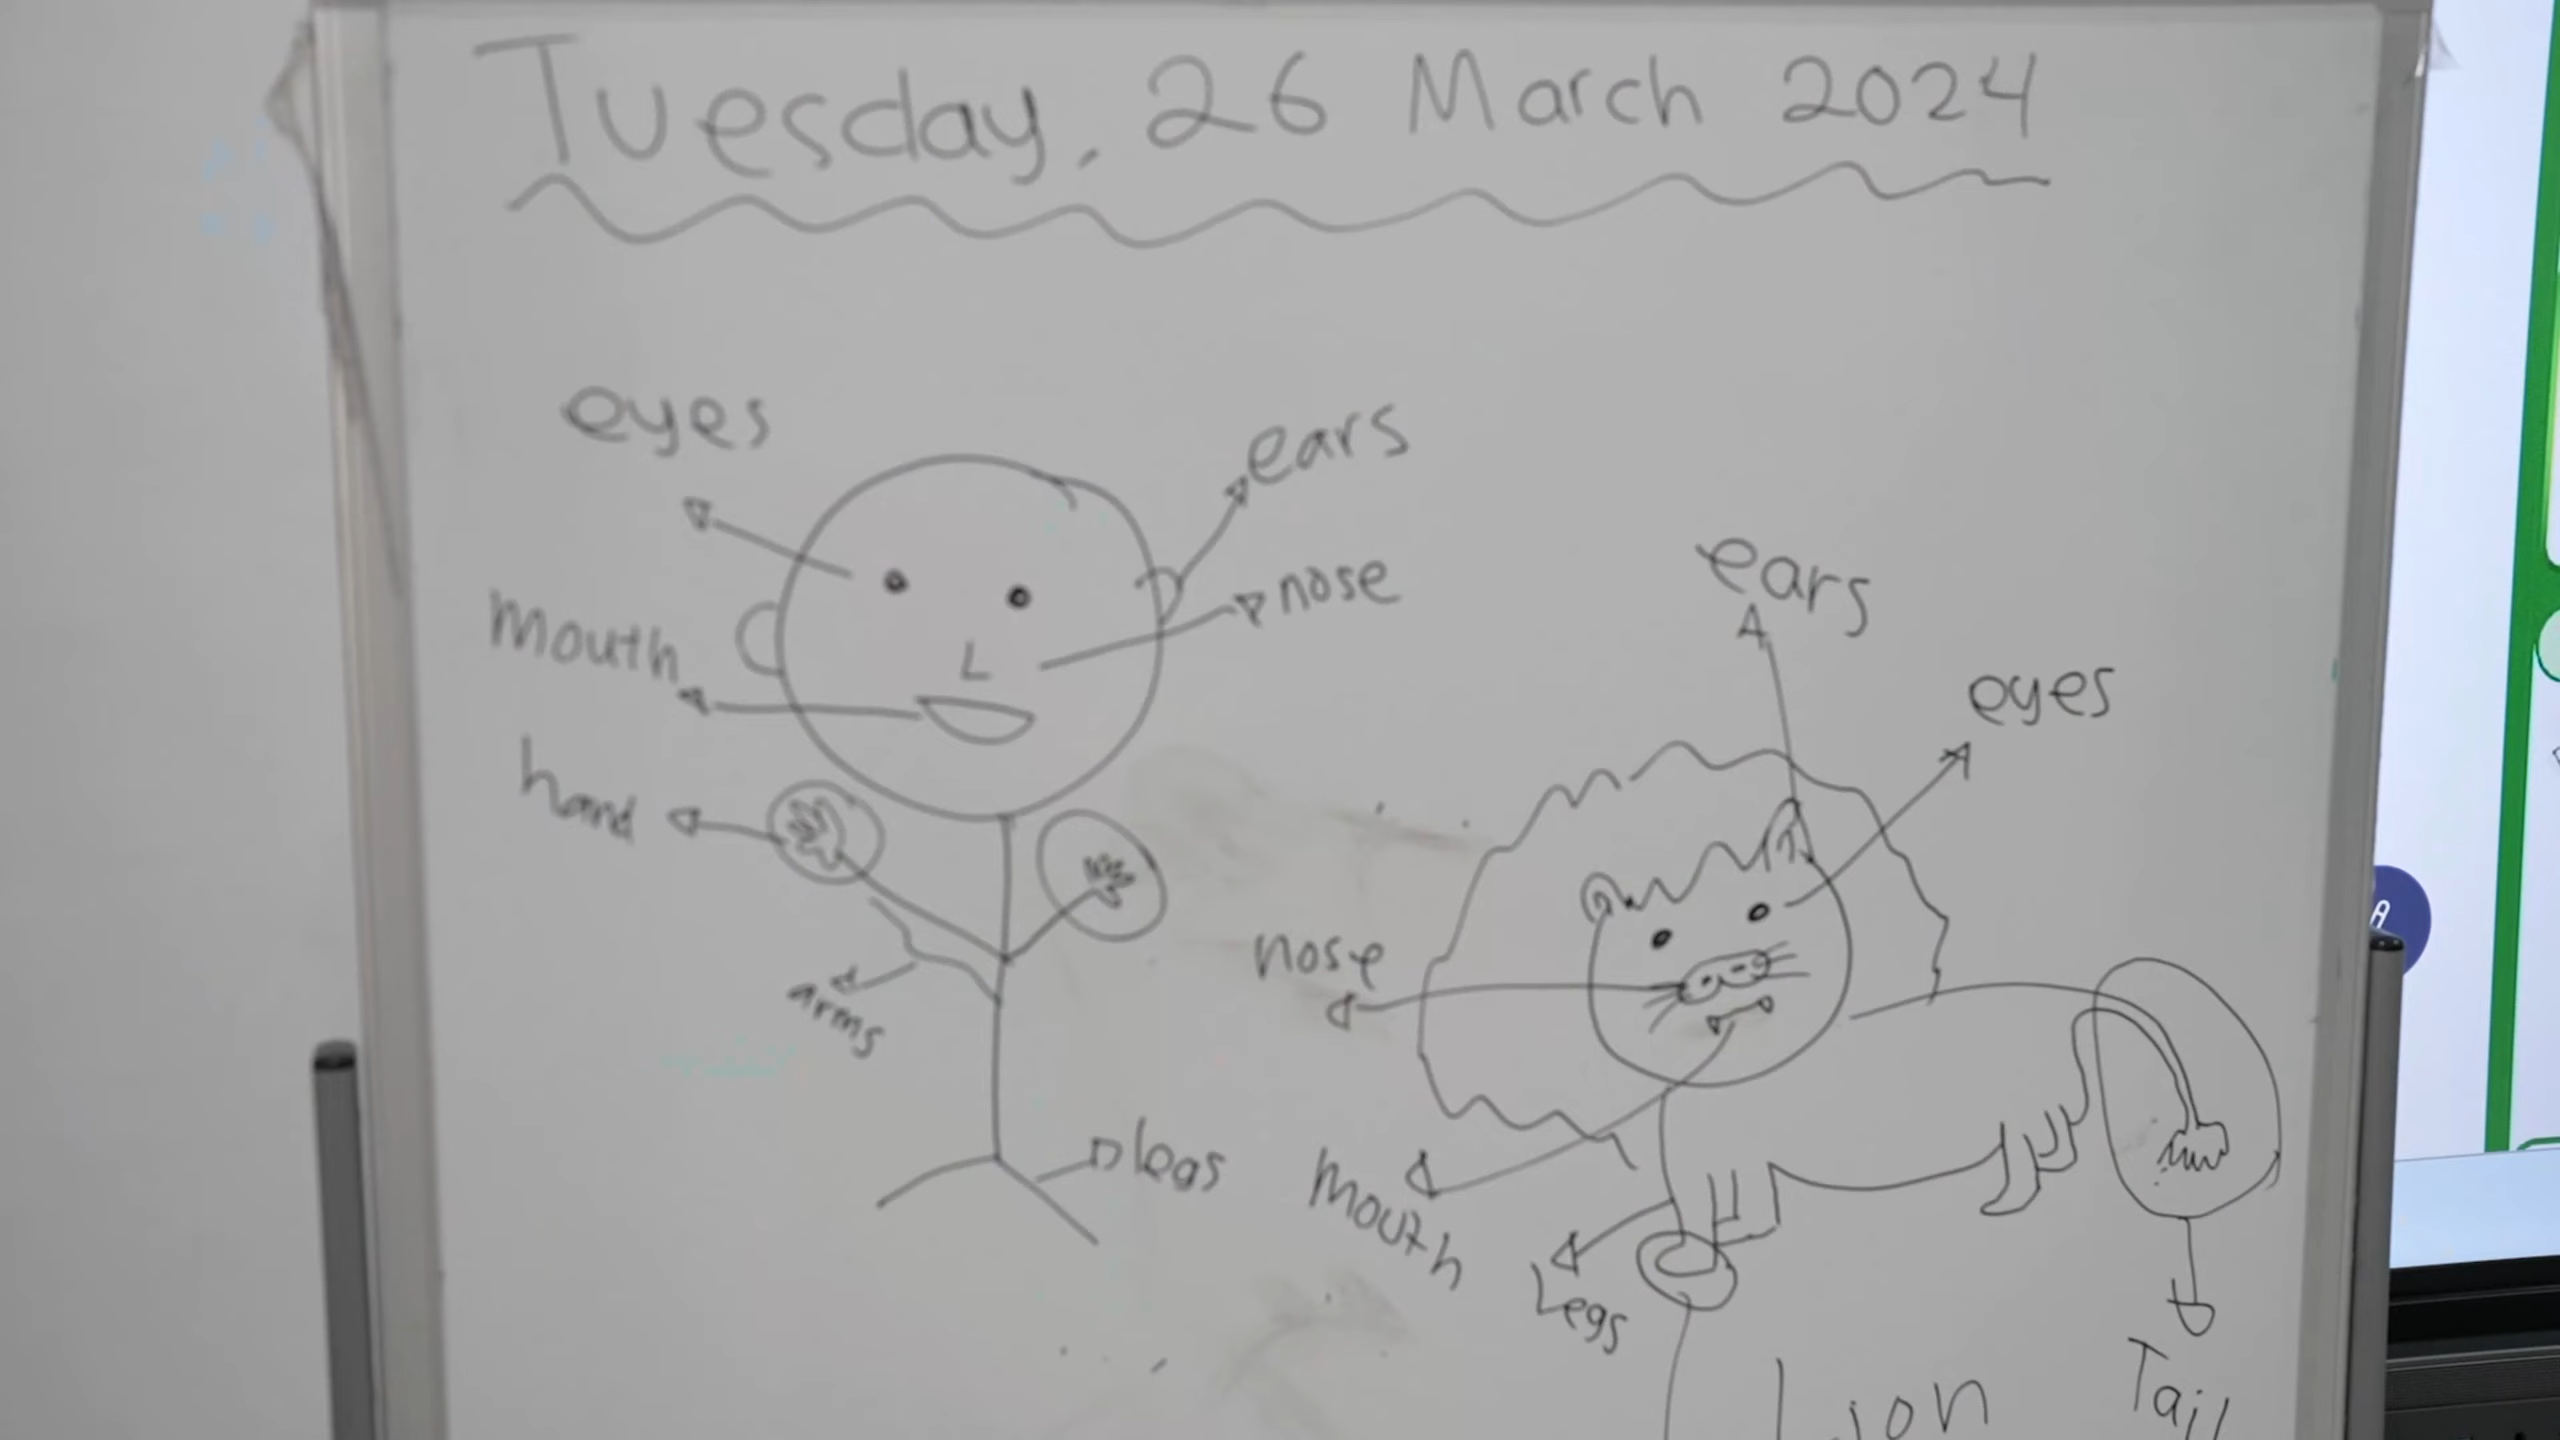 Tuesday, 26 March 2024
eyes
ears
mouth
nose
hand
arms
legs
ears
eyes
nose
mouth
Legs
Lion
Tail
A